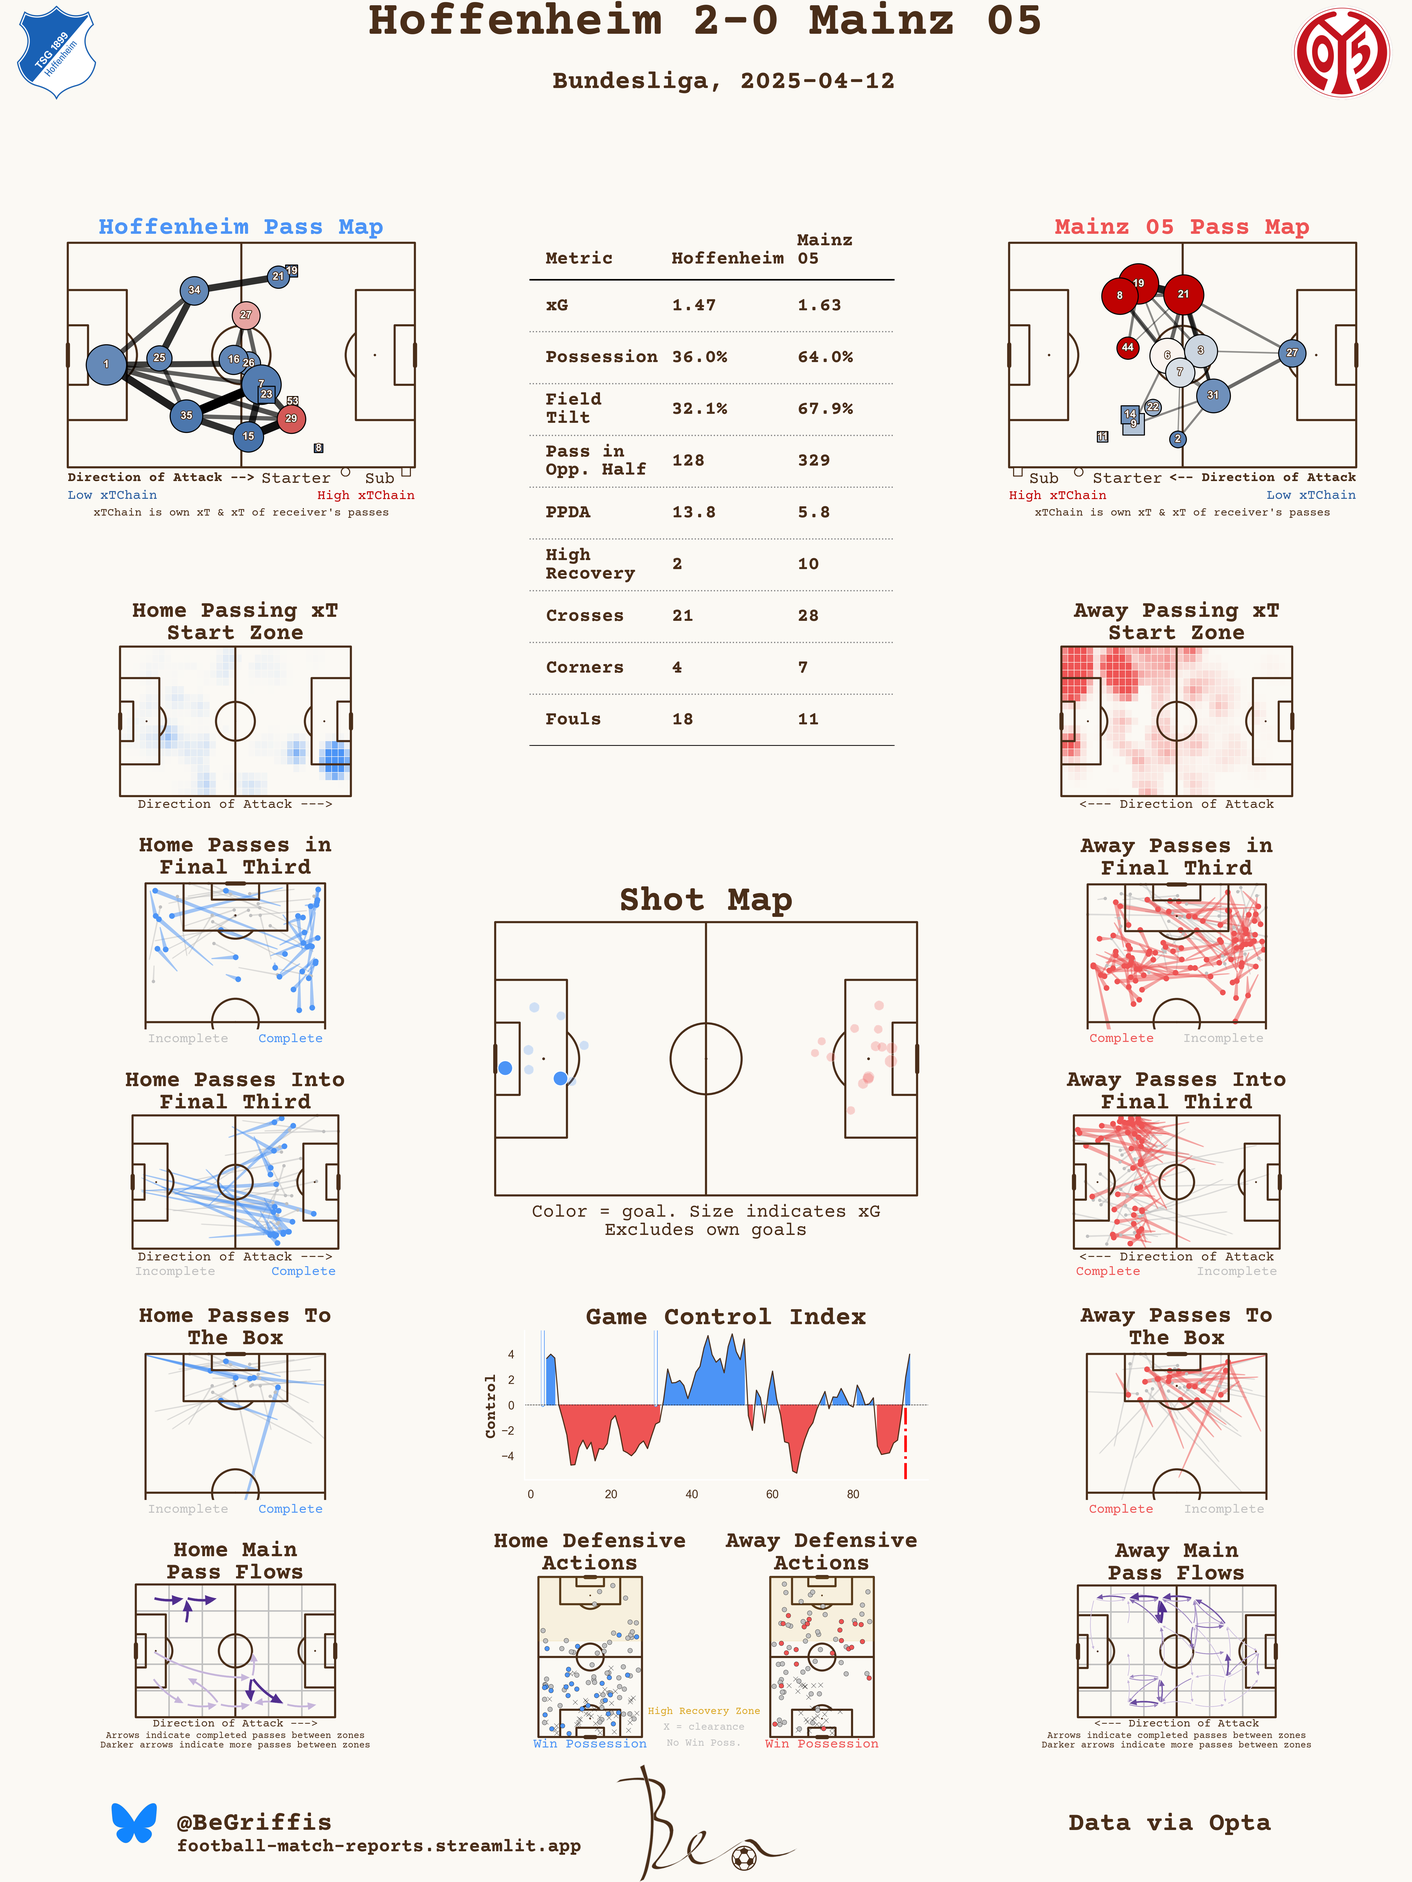 Hoffenheim 2-0 Mainz 05
Bundesliga, 2025-04-12
TSG 1899
Hoffenheim
05
Hoffenheim Pass Map
19
21
34
27
25
16
26
1
7
23
53
35
29
15
8
Direction of Attack --> Starter Sub
Low xTChain High xTChain
xTChain is own xT & xT of receiver's passes
Metric Hoffenheim Mainz 05
xG 1.47 1.63
Possession 36.0% 64.0%
Field Tilt 32.1% 67.9%
Pass in Opp. Half 128 329
PPDA 13.8 5.8
High Recovery 2 10
Crosses 21 28
Corners 4 7
Fouls 18 11
Mainz 05 Pass Map
19
8
21
44
6
3
27
7
31
22
14
9
11
2
Sub Starter <-- Direction of Attack
High xTChain Low xTChain
xTChain is own xT & xT of receiver's passes
Home Passing xT
Start Zone
Direction of Attack --->
Away Passing xT
Start Zone
<--- Direction of Attack
Home Passes in
Final Third
Incomplete Complete
Away Passes in
Final Third
Complete Incomplete
Shot Map
Color = goal. Size indicates xG
Excludes own goals
Home Passes Into
Final Third
Direction of Attack --->
Incomplete Complete
Away Passes Into
Final Third
<--- Direction of Attack
Complete Incomplete
Home Passes To
The Box
Incomplete Complete
Game Control Index
Control
4
2
0
−2
−4
0 20 40 60 80
Away Passes To
The Box
Complete Incomplete
Home Main
Pass Flows
Direction of Attack --->
Arrows indicate completed passes between zones
Darker arrows indicate more passes between zones
Home Defensive
Actions
Win Possession
Away Defensive
Actions
Win Possession
High Recovery Zone
X = clearance
No Win Poss.
Away Main
Pass Flows
<--- Direction of Attack
Arrows indicate completed passes between zones
Darker arrows indicate more passes between zones
@BeGriffis
football-match-reports.streamlit.app
Ben
Data via Opta